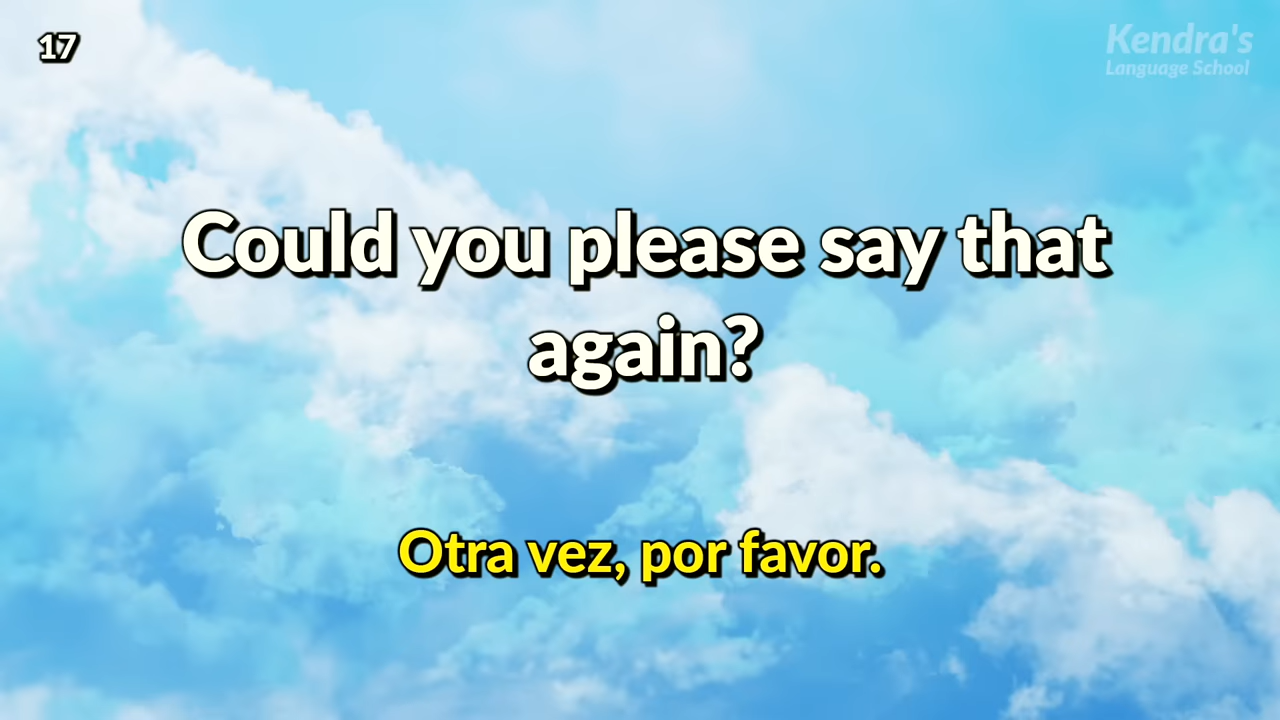 17
Kendra's
Language School
Could you please say that
again?
Otra vez, por favor.